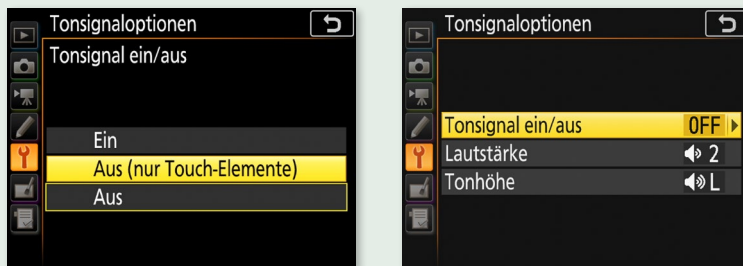 Tonsignaloptionen
Tonsignal ein/aus
Ein
Aus (nur Touch-Elemente)
Aus
Tonsignaloptionen
Tonsignal ein/aus OFF
Lautstärke 2
Tonhöhe L